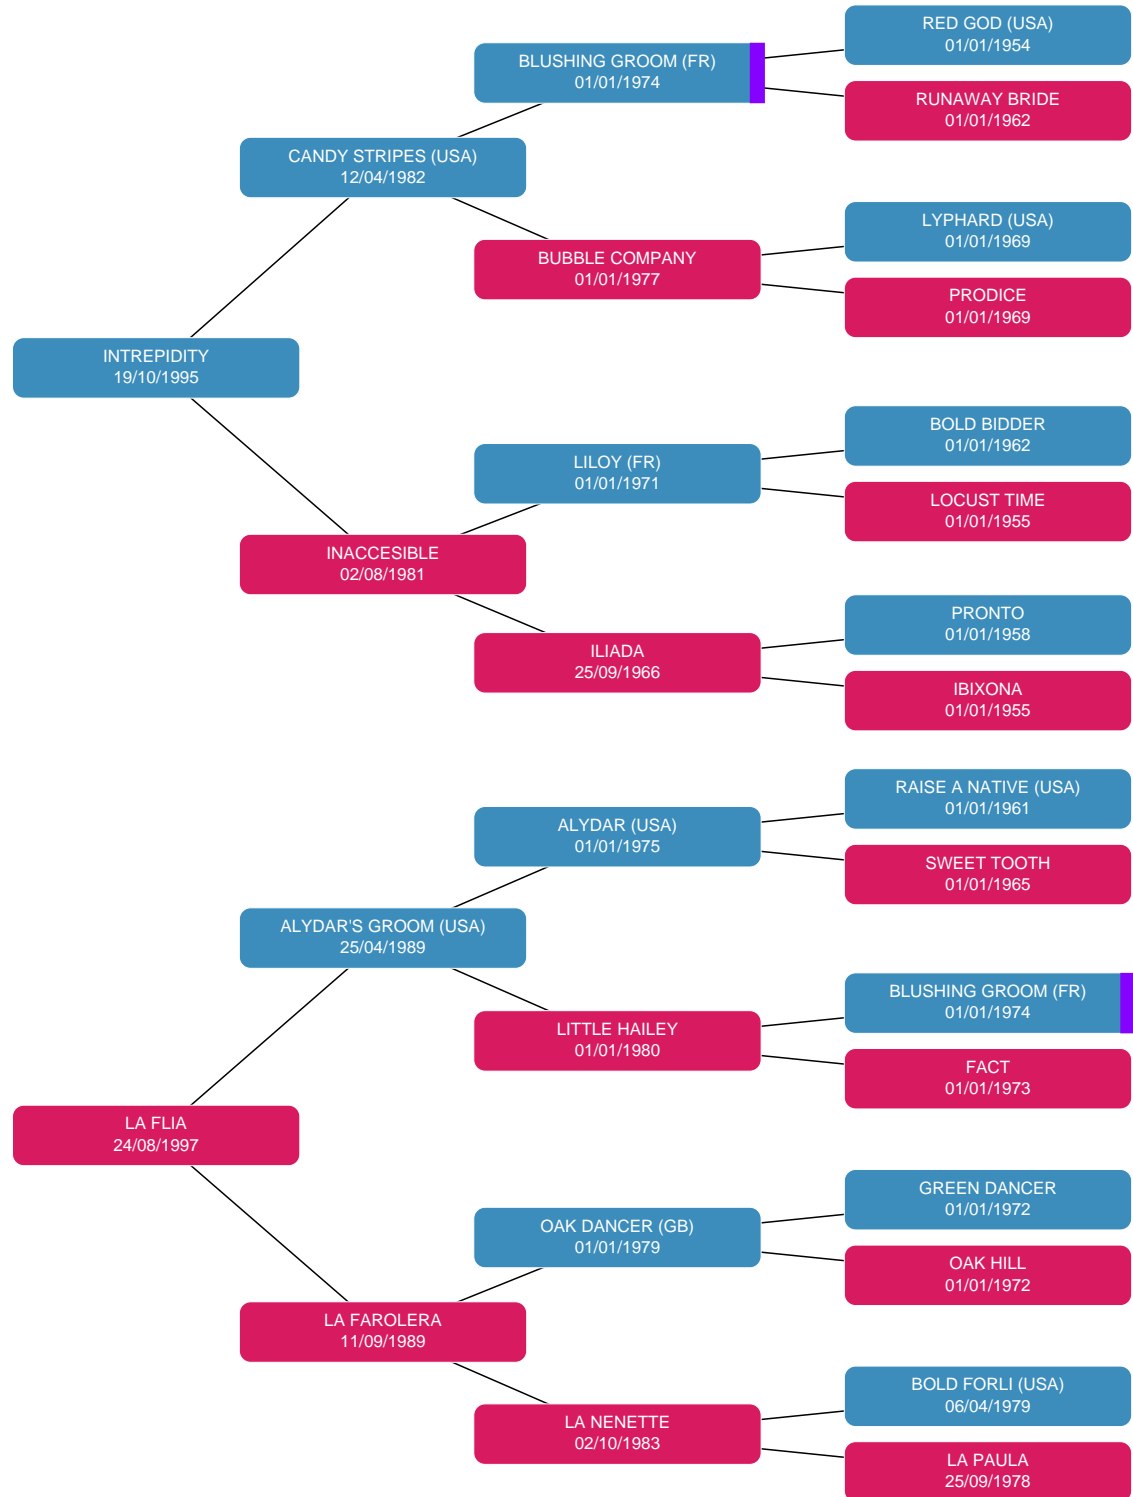 RED GOD (USA)
01/01/1954
BLUSHING GROOM (FR)
01/01/1974
RUNAWAY BRIDE
01/01/1962
CANDY STRIPES (USA)
12/04/1982
LYPHARD (USA)
01/01/1969
BUBBLE COMPANY
01/01/1977
PRODICE
01/01/1969
INTREPIDITY
19/10/1995
BOLD BIDDER
01/01/1962
LILOY (FR)
01/01/1971
LOCUST TIME
01/01/1955
INACCESIBLE
02/08/1981
PRONTO
01/01/1958
ILIADA
25/09/1966
IBIXONA
01/01/1955
RAISE A NATIVE (USA)
01/01/1961
ALYDAR (USA)
01/01/1975
SWEET TOOTH
01/01/1965
ALYDAR'S GROOM (USA)
25/04/1989
BLUSHING GROOM (FR)
01/01/1974
LITTLE HAILEY
01/01/1980
FACT
01/01/1973
LA FLIA
24/08/1997
GREEN DANCER
01/01/1972
OAK DANCER (GB)
01/01/1979
OAK HILL
01/01/1972
LA FAROLERA
11/09/1989
BOLD FORLI (USA)
06/04/1979
LA NENETTE
02/10/1983
LA PAULA
25/09/1978